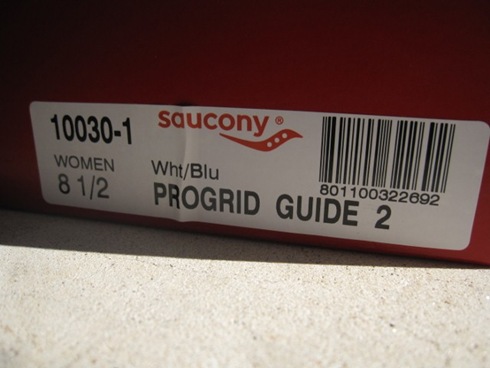 10030-1
saucony®
WOMEN
8 1/2
Wht/Blu
PROGRID GUIDE 2
801100322692